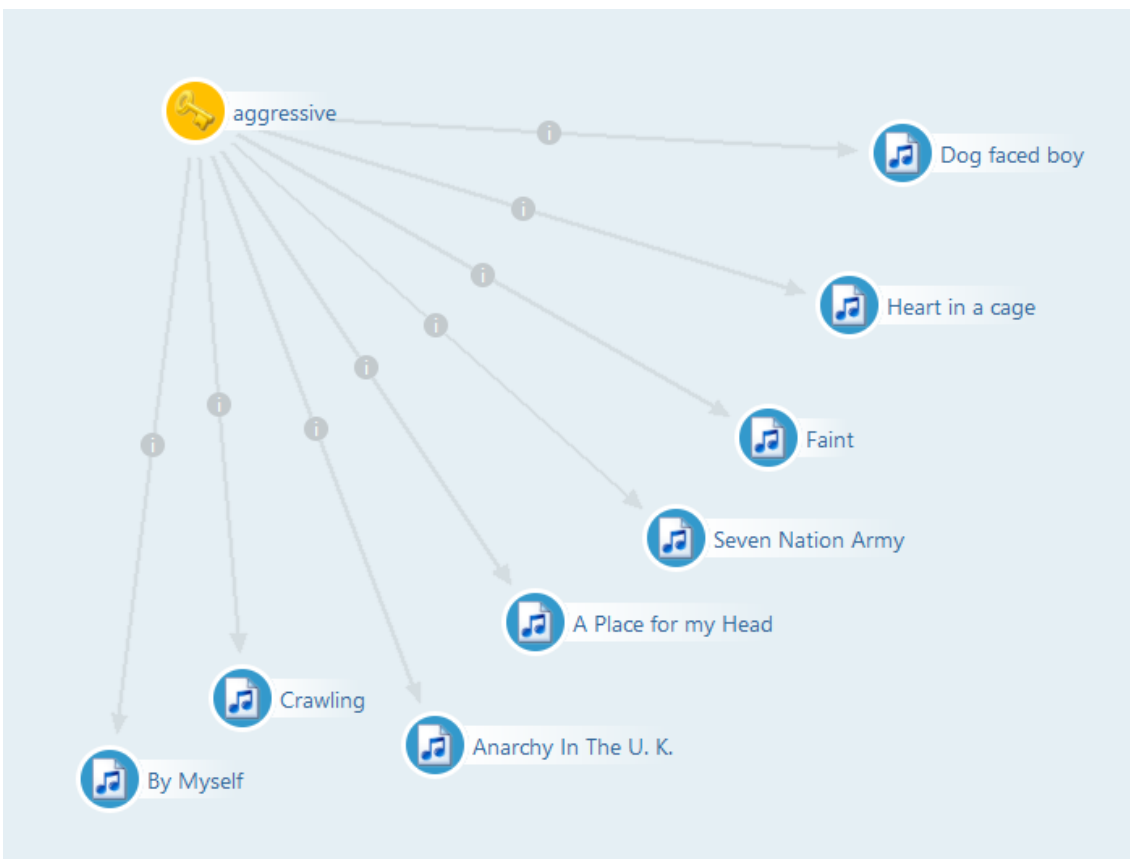 aggressive
Dog faced boy
Heart in a cage
Faint
Seven Nation Army
A Place for my Head
Crawling
Anarchy In The U. K.
By Myself